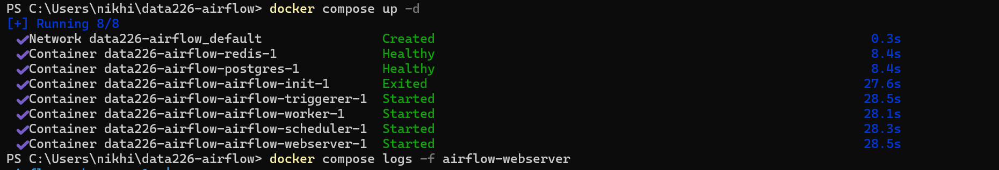 PS C:\Users\nikhi\data226-airflow> docker compose up -d
[+] Running 8/8
✔Network data226-airflow_default Created 0.3s
✔Container data226-airflow-redis-1 Healthy 8.4s
✔Container data226-airflow-postgres-1 Healthy 8.4s
✔Container data226-airflow-airflow-init-1 Exited 27.6s
✔Container data226-airflow-airflow-triggerer-1 Started 28.5s
✔Container data226-airflow-airflow-worker-1 Started 28.1s
✔Container data226-airflow-airflow-scheduler-1 Started 28.3s
✔Container data226-airflow-airflow-webserver-1 Started 28.5s
PS C:\Users\nikhi\data226-airflow> docker compose logs -f airflow-webserver